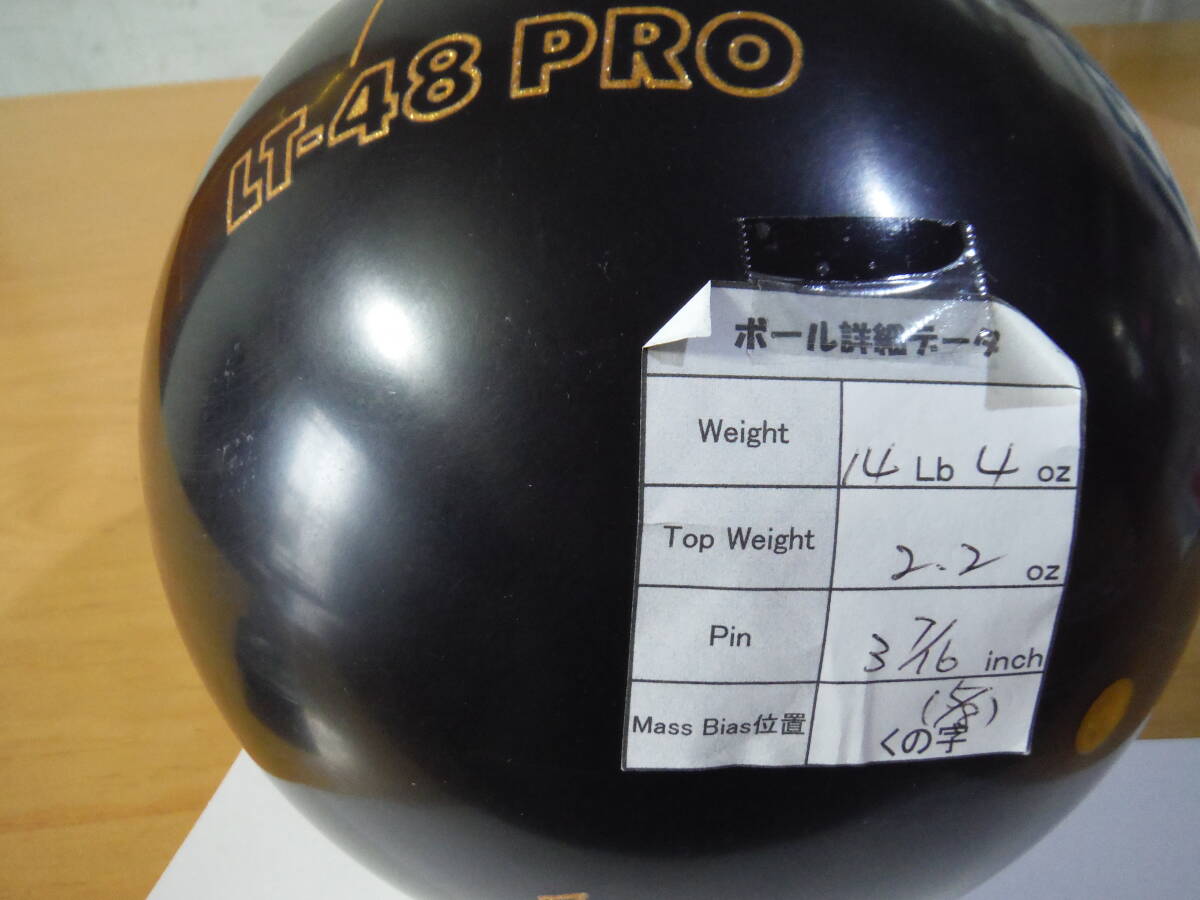 LT-48 PRO
ボール詳細データ
Weight
14 Lb 4 oz
Top Weight
2.2 oz
Pin
3 7/16 inch
Mass Bias位置
くの字